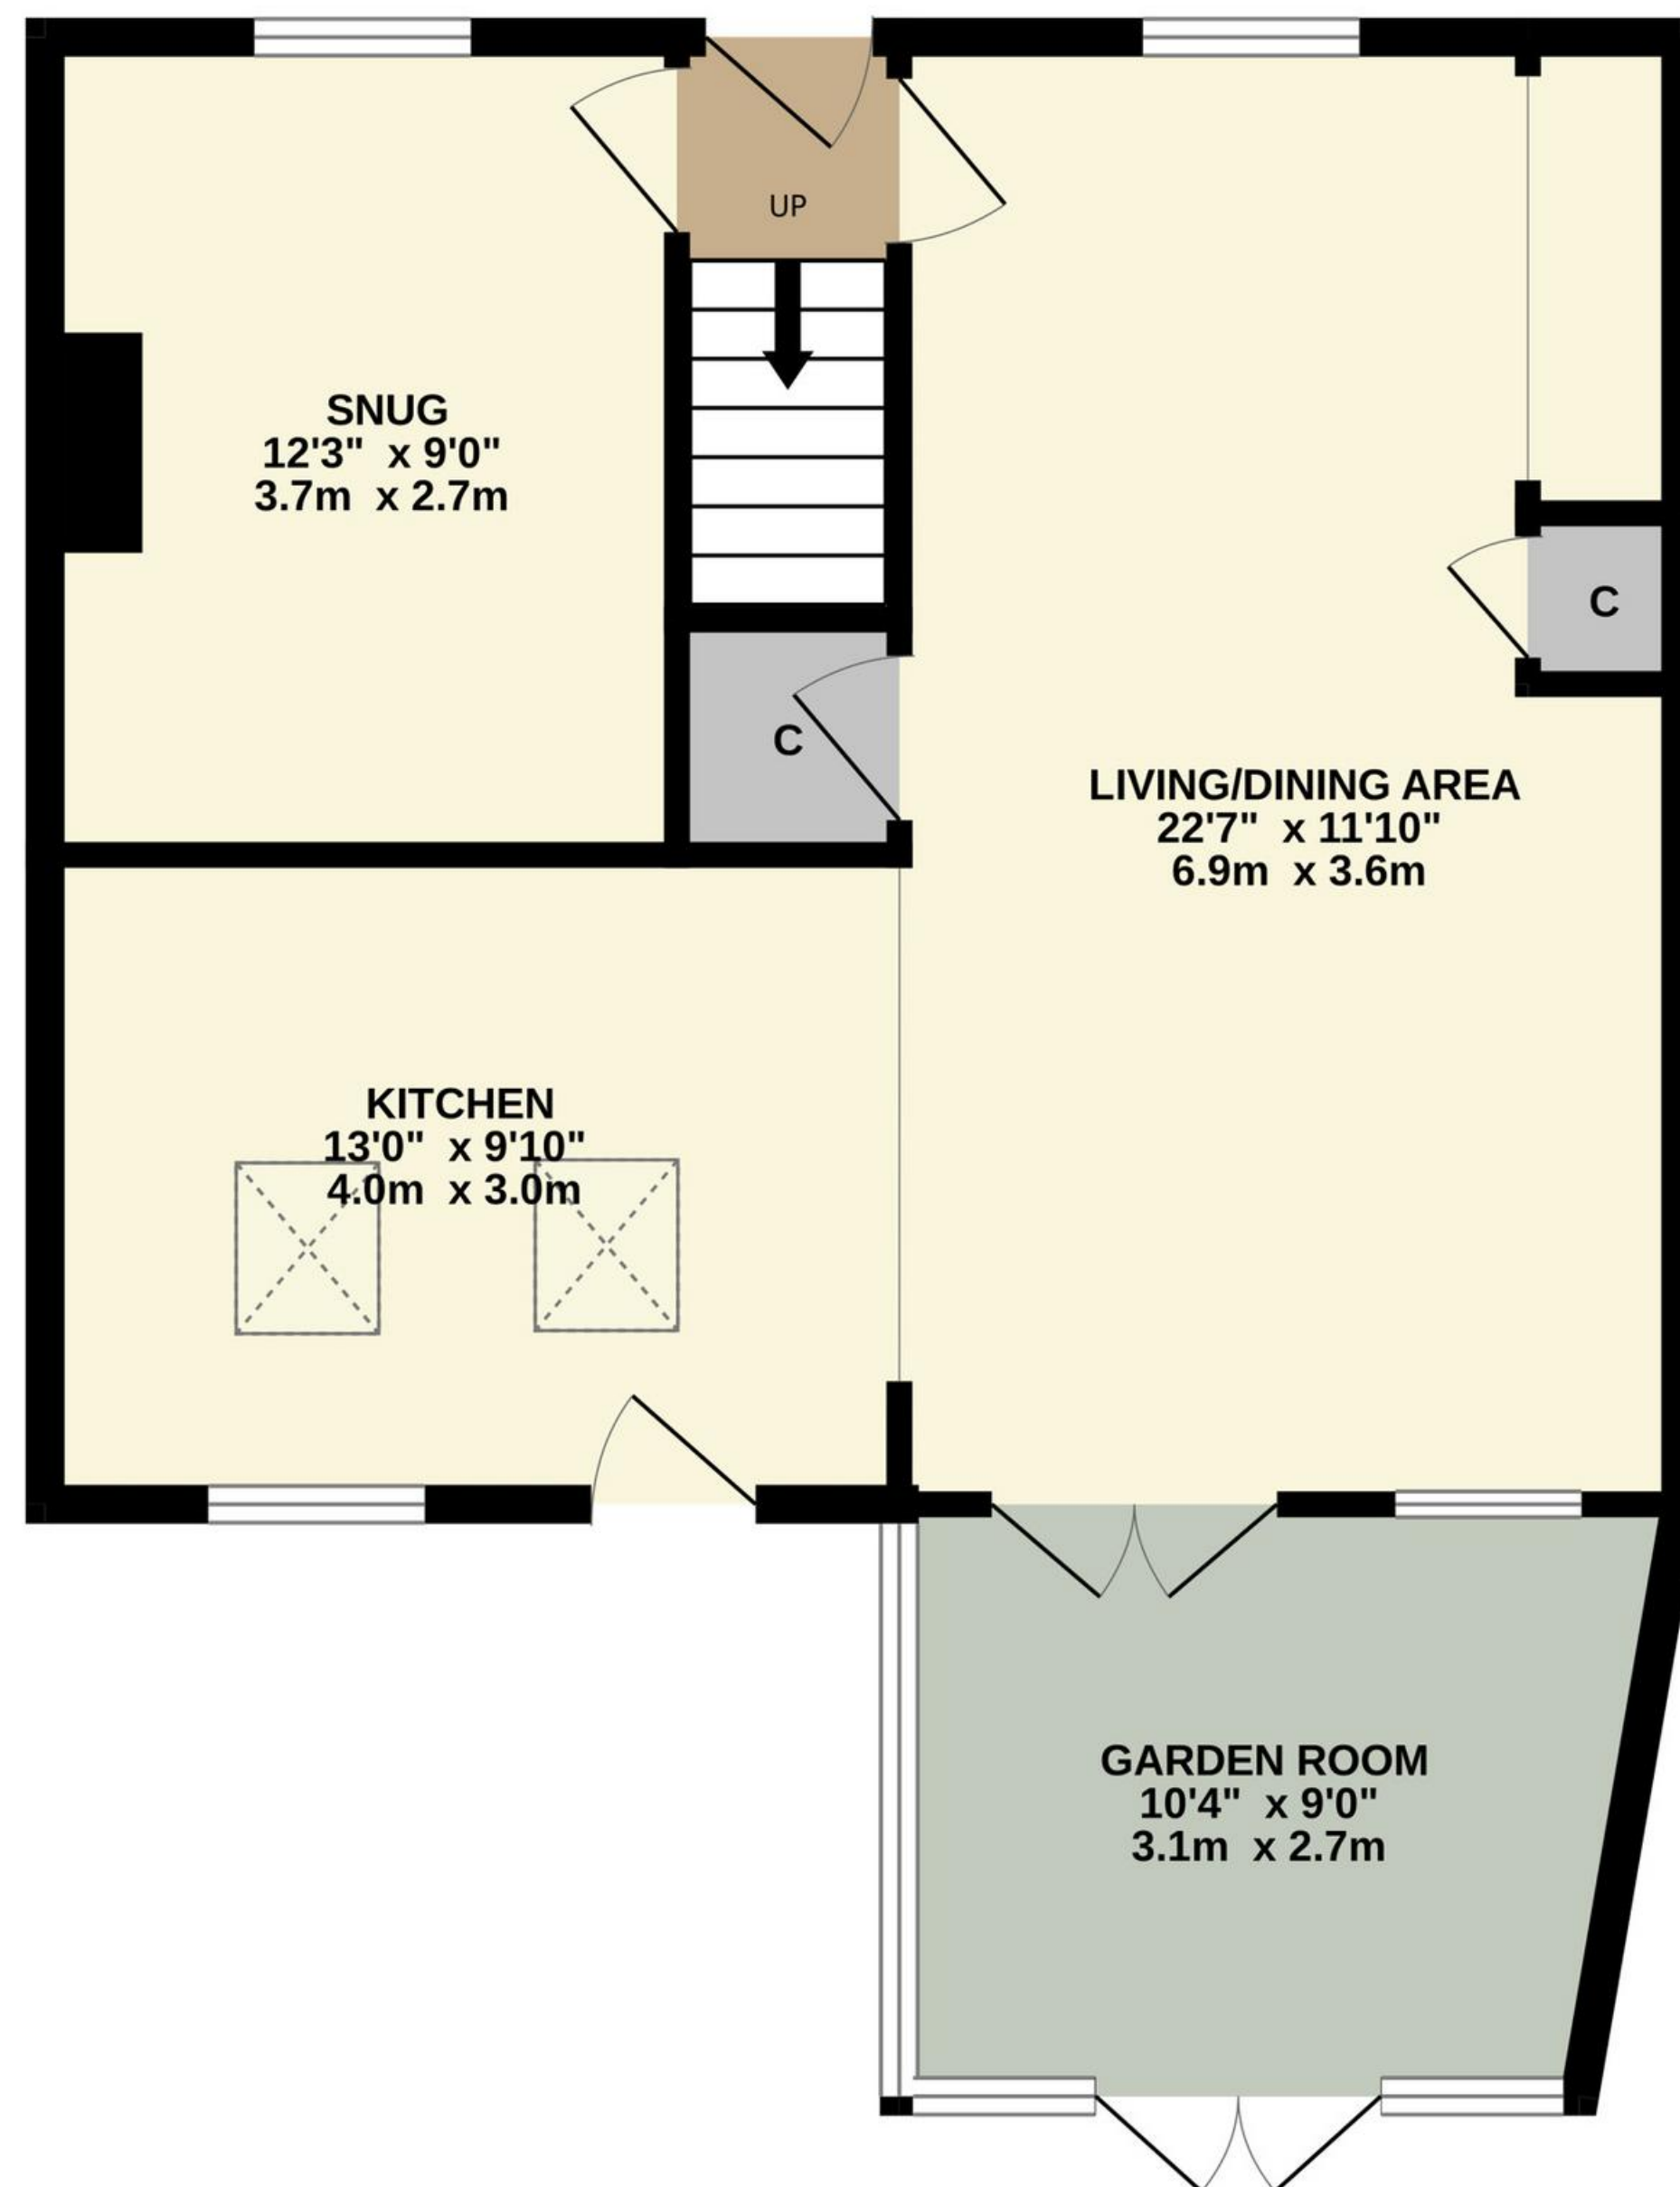 UP
SNUG
12'3" x 9'0"
3.7m x 2.7m
C
C
LIVING/DINING AREA
22'7" x 11'10"
6.9m x 3.6m
KITCHEN
13'0" x 9'10"
4.0m x 3.0m
GARDEN ROOM
10'4" x 9'0"
3.1m x 2.7m